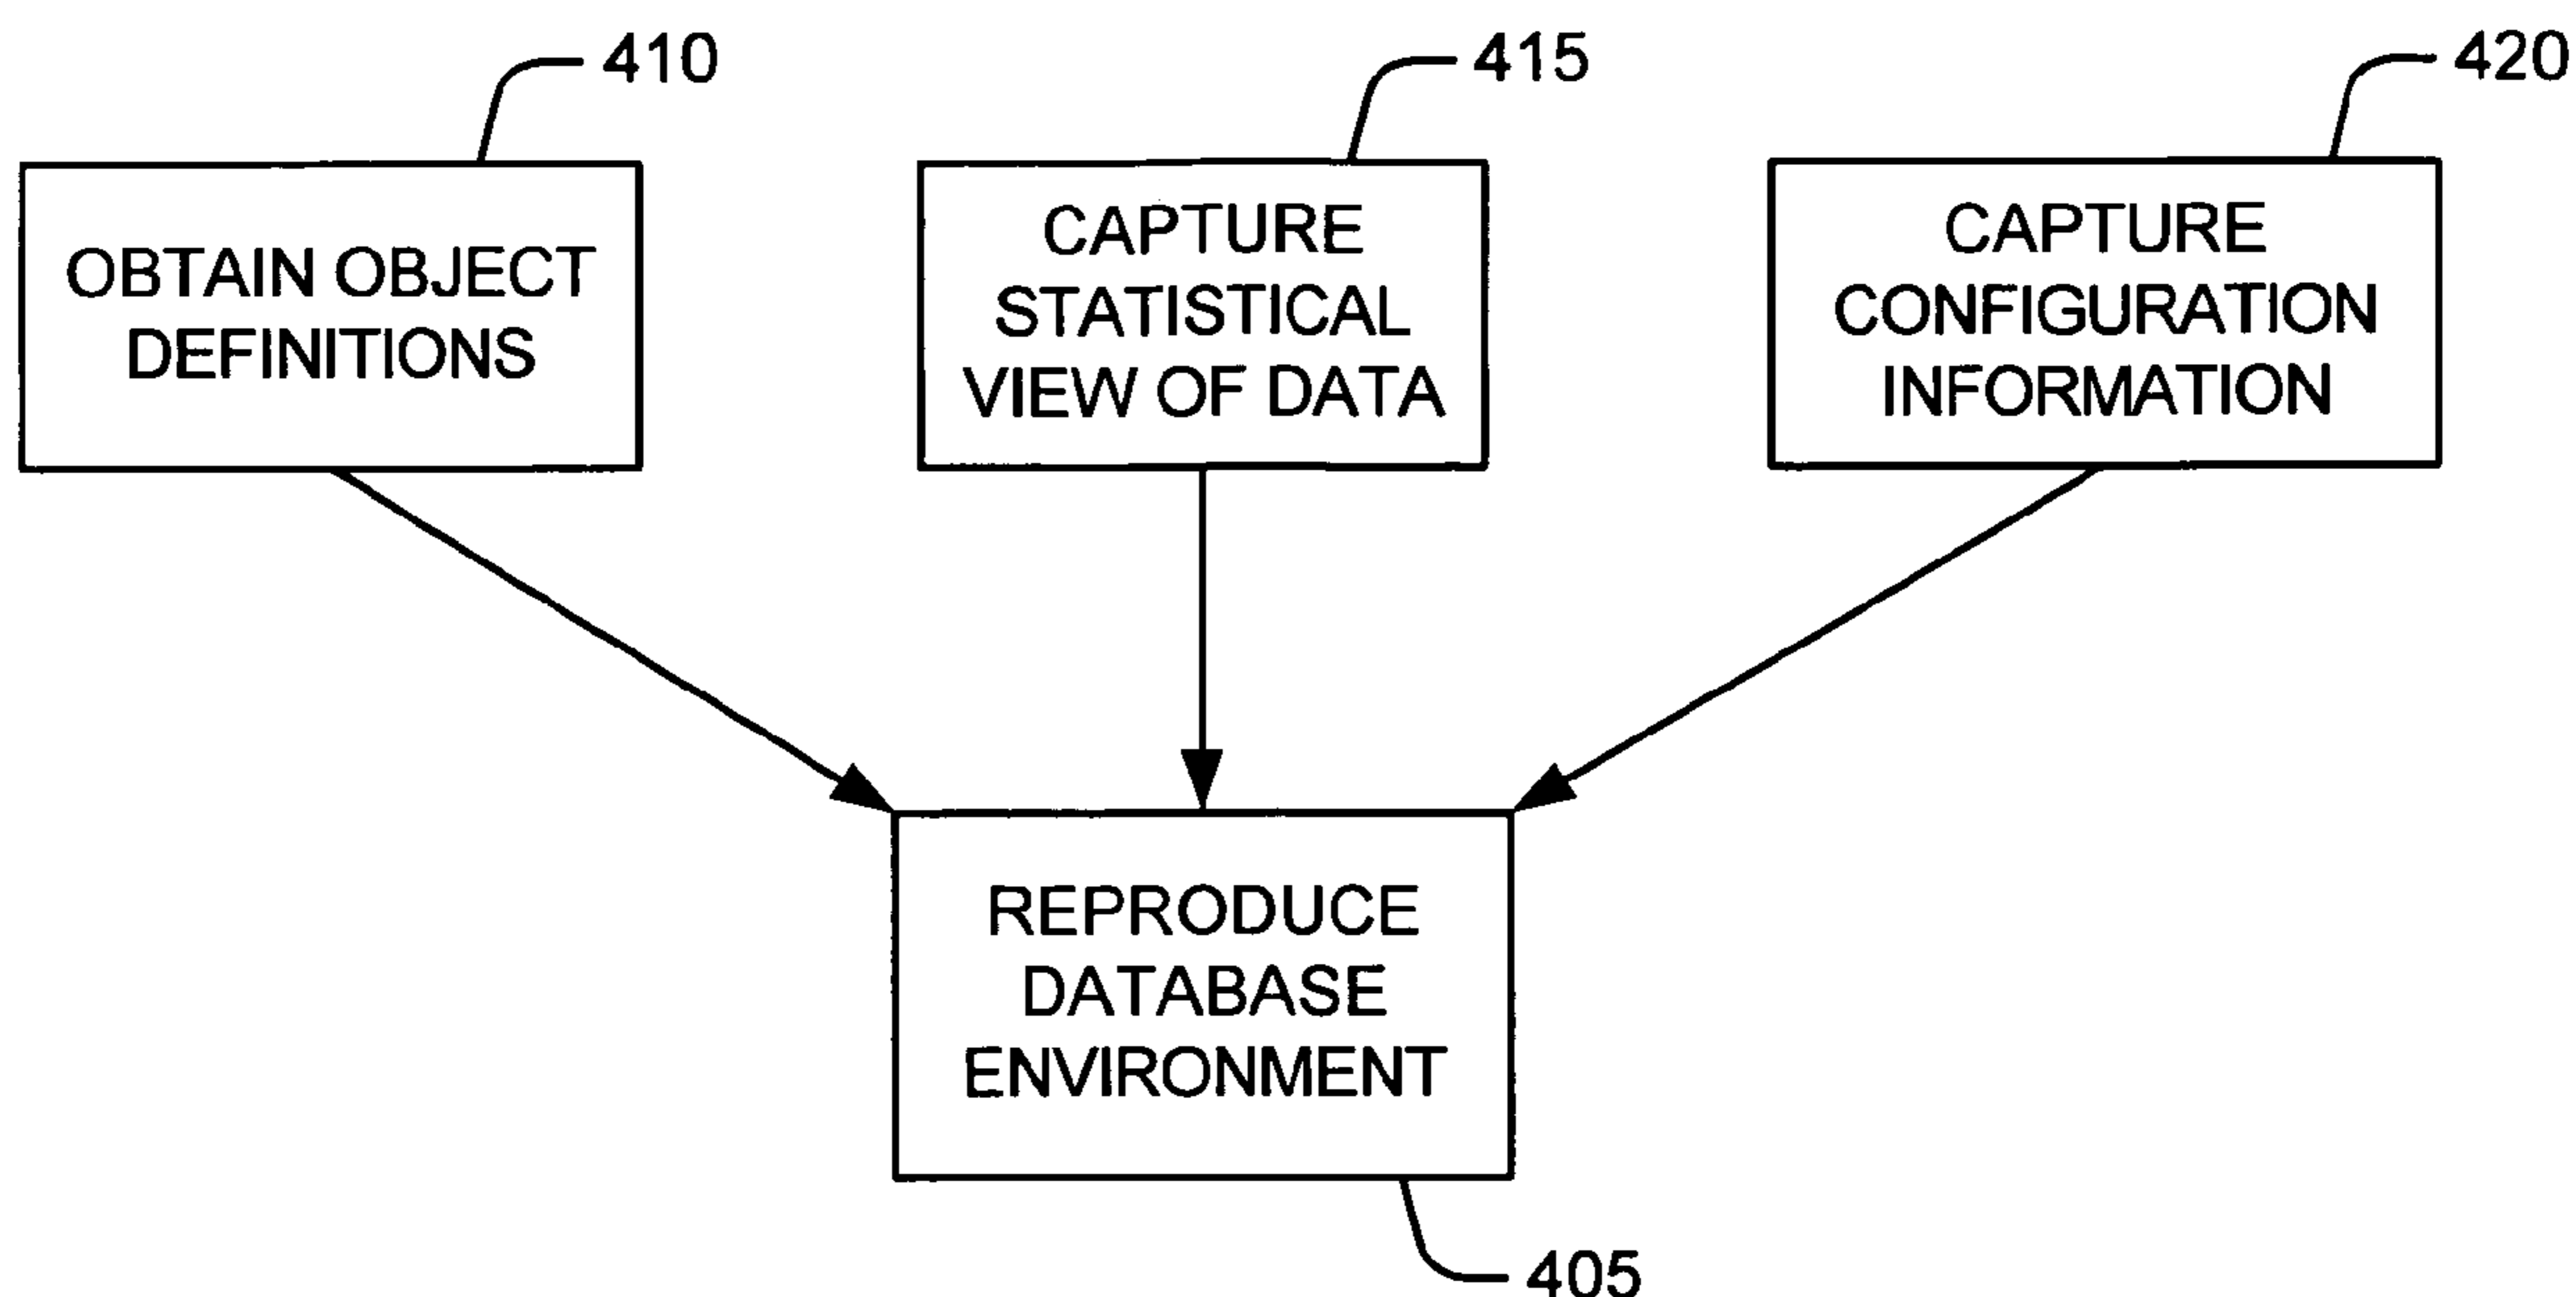 410
415
420
OBTAIN OBJECT
DEFINITIONS
CAPTURE
STATISTICAL
VIEW OF DATA
CAPTURE
CONFIGURATION
INFORMATION
REPRODUCE
DATABASE
ENVIRONMENT
405